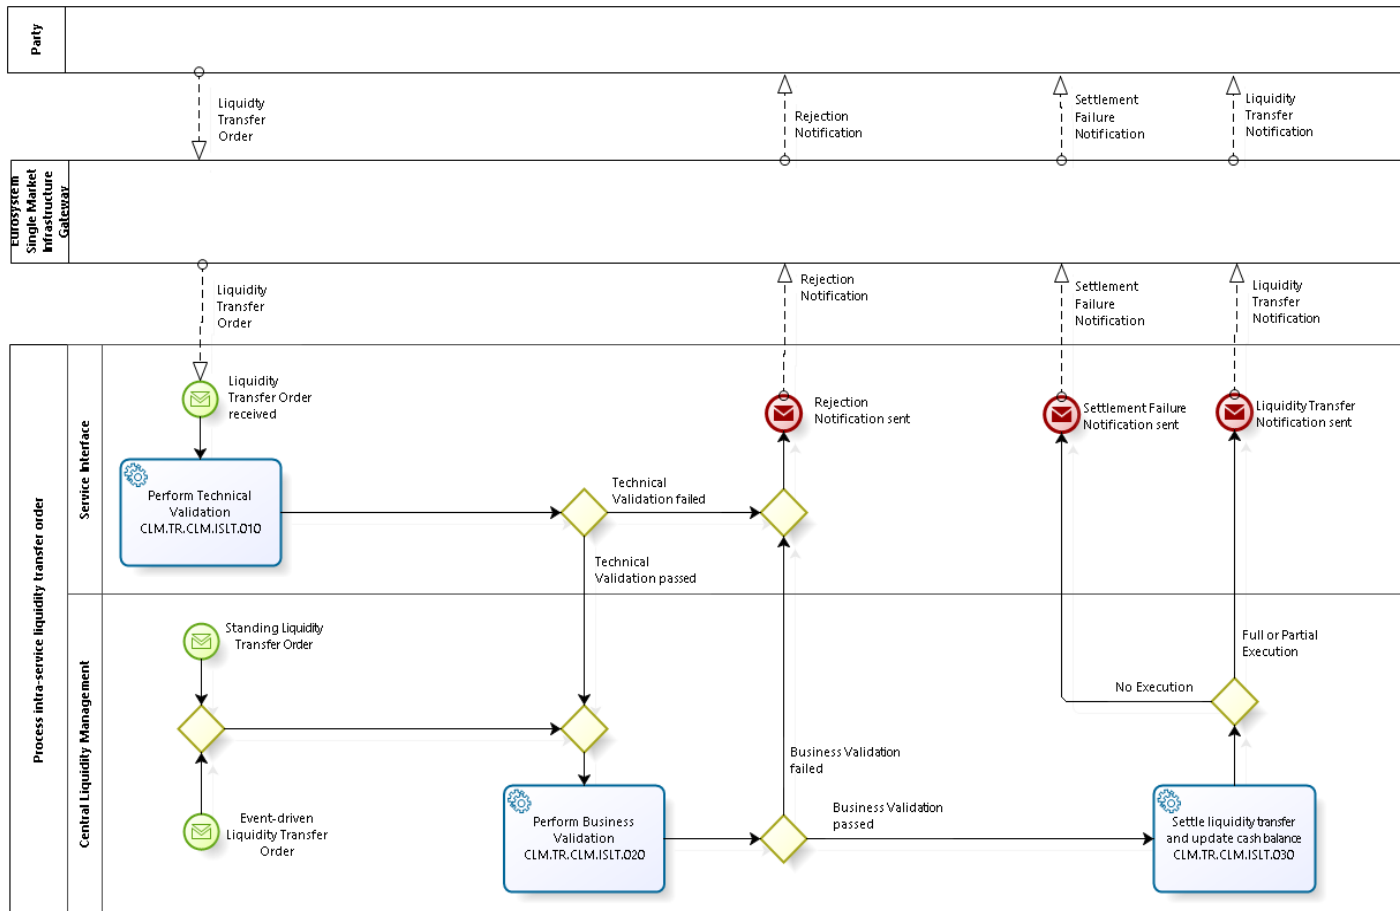 Party
Liquidity
Transfer
Order
Rejection
Notification
Settlement
Failure
Notification
Liquidity
Transfer
Notification
Eurosystem
Single Market
Infrastructure
Gateway
Liquidity
Transfer
Order
Rejection
Notification
Settlement
Failure
Notification
Liquidity
Transfer
Notification
Process intra-service liquidity transfer order
Service Interface
Liquidity
Transfer Order
received
Rejection
Notification sent
Settlement Failure
Notification sent
Liquidity Transfer
Notification sent
Perform Technical
Validation
CLM.TR.CLM.ISLT.010
Technical
Validation failed
Technical
Validation passed
Central Liquidity Management
Standing Liquidity
Transfer Order
Full or Partial
Execution
No Execution
Business Validation
failed
Event-driven
Liquidity Transfer
Order
Perform Business
Validation
CLM.TR.CLM.ISLT.020
Business Validation
passed
Settle liquidity transfer
and update cash balance
CLM.TR.CLM.ISLT.030